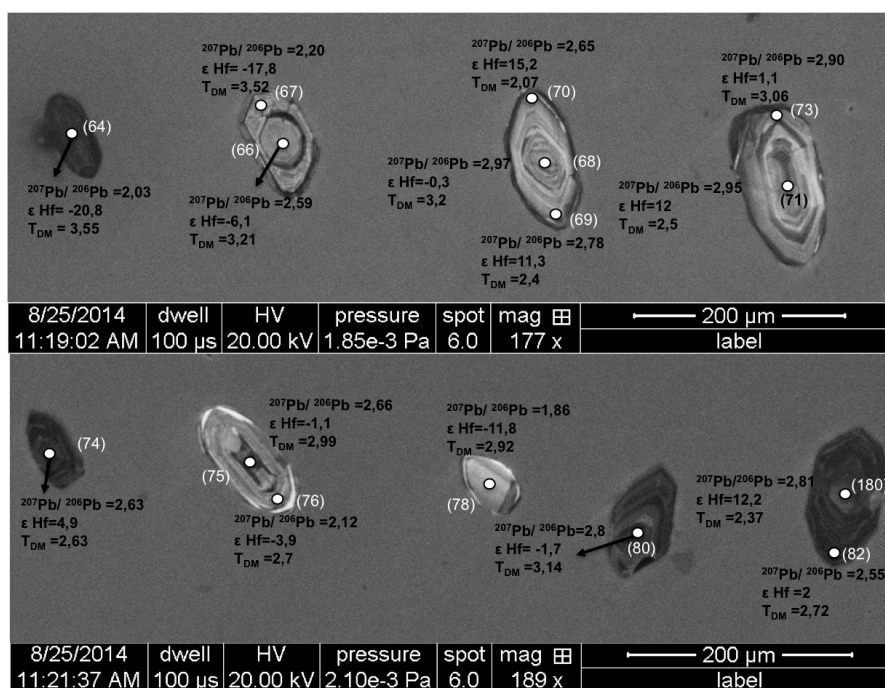 ²⁰⁷Pb/ ²⁰⁶Pb =2,20
ε Hf= -17,8
T_DM =3,52
(67)
(64)
(66)
²⁰⁷Pb/ ²⁰⁶Pb =2,03
ε Hf= -20,8
T_DM = 3,55
²⁰⁷Pb/ ²⁰⁶Pb =2,59
ε Hf=-6,1
T_DM =3,21
²⁰⁷Pb/ ²⁰⁶Pb =2,65
ε Hf=15,2
T_DM =2,07
(70)
²⁰⁷Pb/ ²⁰⁶Pb =2,97
ε Hf=-0,3
T_DM =3,2
(68)
(69)
²⁰⁷Pb/ ²⁰⁶Pb =2,78
ε Hf=11,3
T_DM =2,4
²⁰⁷Pb/ ²⁰⁶Pb =2,90
ε Hf=1,1
T_DM =3,06
(73)
²⁰⁷Pb/ ²⁰⁶Pb =2,95
ε Hf=12
T_DM =2,5
(71)
8/25/2014 dwell HV pressure spot mag ⊞ 200 µm
11:19:02 AM 100 µs 20.00 kV 1.85e-3 Pa 6.0 177 x label
(74)
²⁰⁷Pb/ ²⁰⁶Pb =2,63
ε Hf=4,9
T_DM =2,63
²⁰⁷Pb/ ²⁰⁶Pb =2,66
ε Hf=-1,1
T_DM =2,99
(75)
(76)
²⁰⁷Pb/ ²⁰⁶Pb =2,12
ε Hf=-3,9
T_DM =2,7
²⁰⁷Pb/ ²⁰⁶Pb =1,86
ε Hf=-11,8
T_DM =2,92
(78)
²⁰⁷Pb/ ²⁰⁶Pb=2,8
ε Hf= -1,7
T_DM =3,14
(80)
²⁰⁷Pb/²⁰⁶Pb =2,81
ε Hf=12,2
T_DM =2,37
(180)
(82)
²⁰⁷Pb/ ²⁰⁶Pb =2,55
ε Hf =2
T_DM =2,72
8/25/2014 dwell HV pressure spot mag ⊞ 200 µm
11:21:37 AM 100 µs 20.00 kV 2.10e-3 Pa 6.0 189 x label